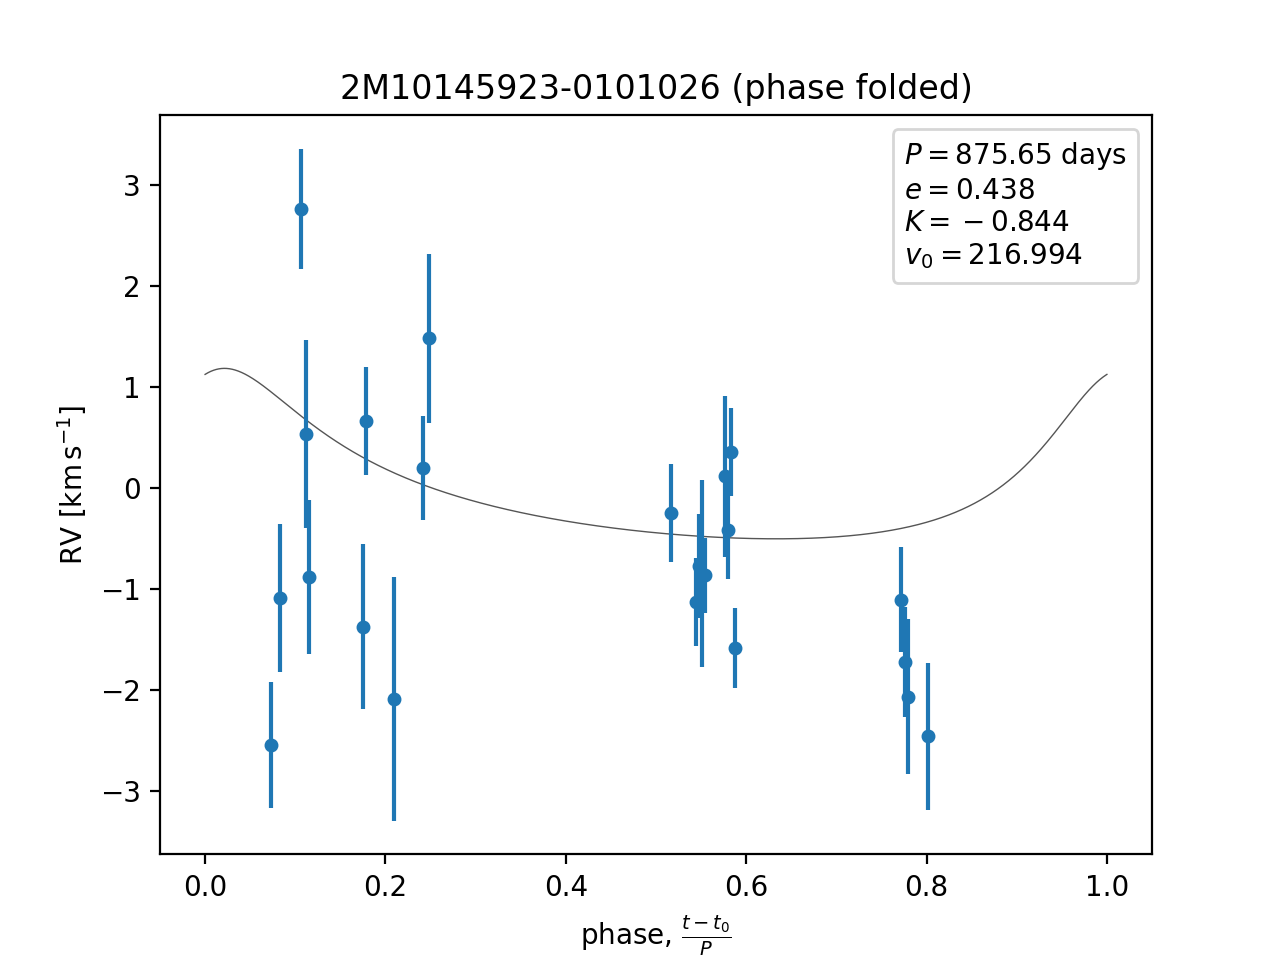 2M10145923-0101026 (phase folded)
P = 875.65 days
e = 0.438
K = −0.844
v₀ = 216.994
RV [km s⁻¹]
3
2
1
0
−1
−2
−3
0.0 0.2 0.4 0.6 0.8 1.0
phase, (t − t₀)/P